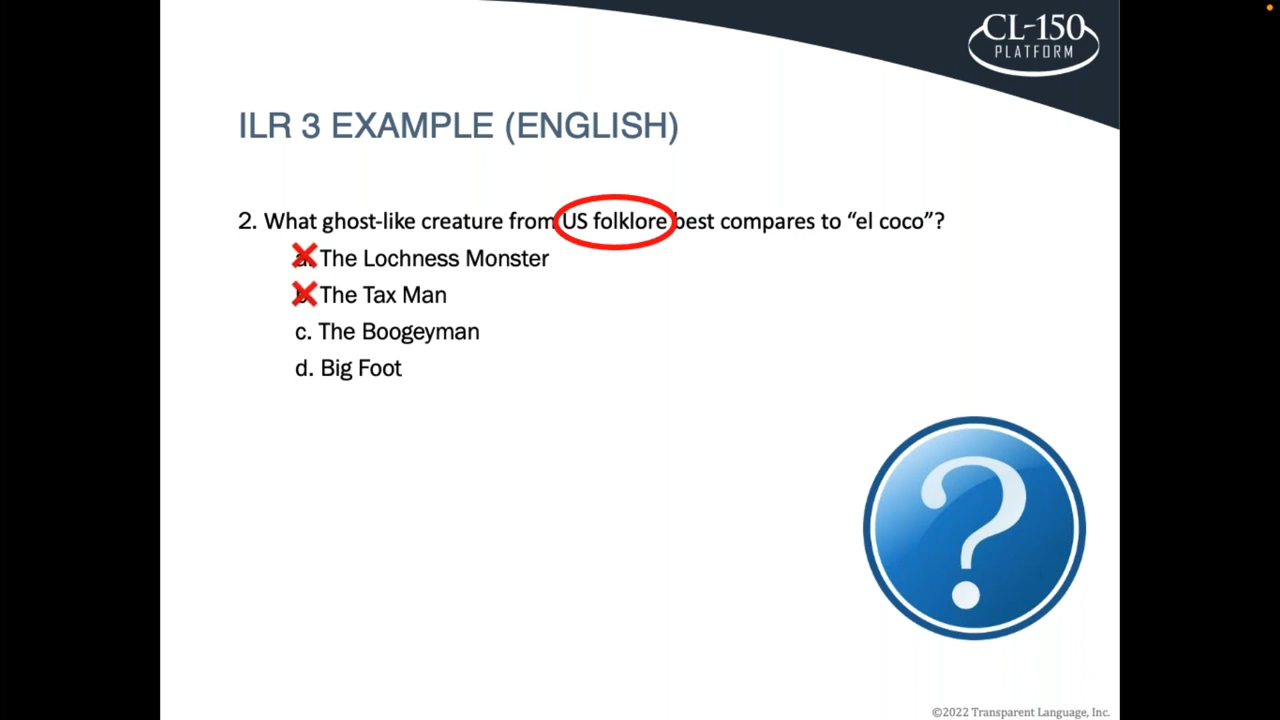 CL-150
PLATFORM
ILR 3 EXAMPLE (ENGLISH)
2. What ghost-like creature from US folklore best compares to “el coco”?
The Lochness Monster
The Tax Man
c. The Boogeyman
d. Big Foot
?
©2022 Transparent Language, Inc.